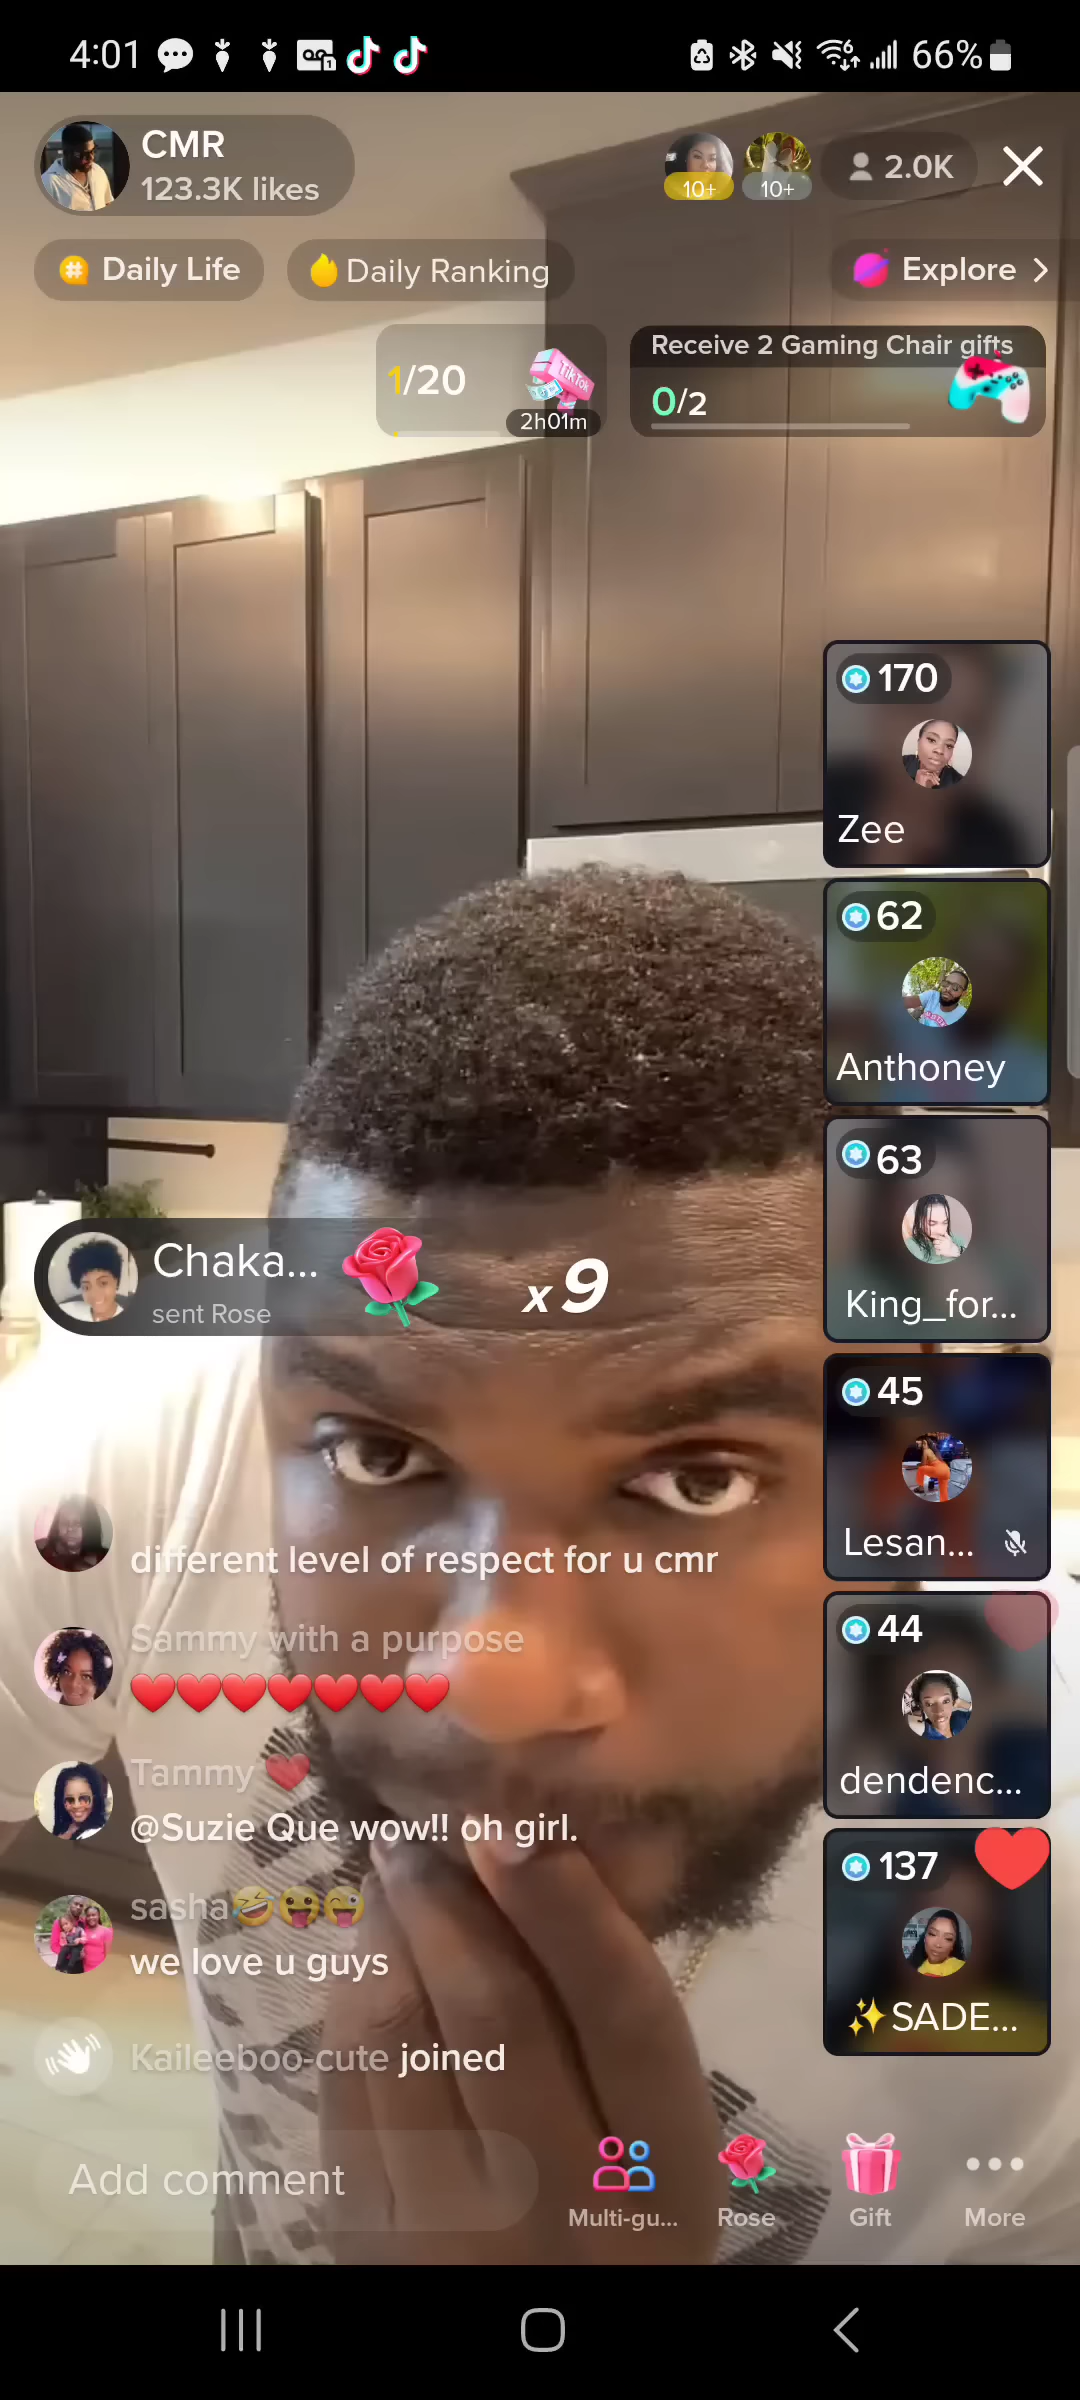 4:01
66%
CMR
123.3K likes
10+
10+
2.0K
Daily Life
Daily Ranking
Explore >
1/20
TikTok
2h01m
Receive 2 Gaming Chair gifts
0/2
170
Zee
62
Anthoney
63
King_for...
45
Lesan...
44
dendenc...
137
✨SADE...
Chaka...
sent Rose
x9
different level of respect for u cmr
Sammy with a purpose
❤️❤️❤️❤️❤️❤️❤️
Tammy ❤️
@Suzie Que wow!! oh girl.
sasha🤣😛😜
we love u guys
Kaileeboo-cute joined
Add comment
Multi-gu...
Rose
Gift
More